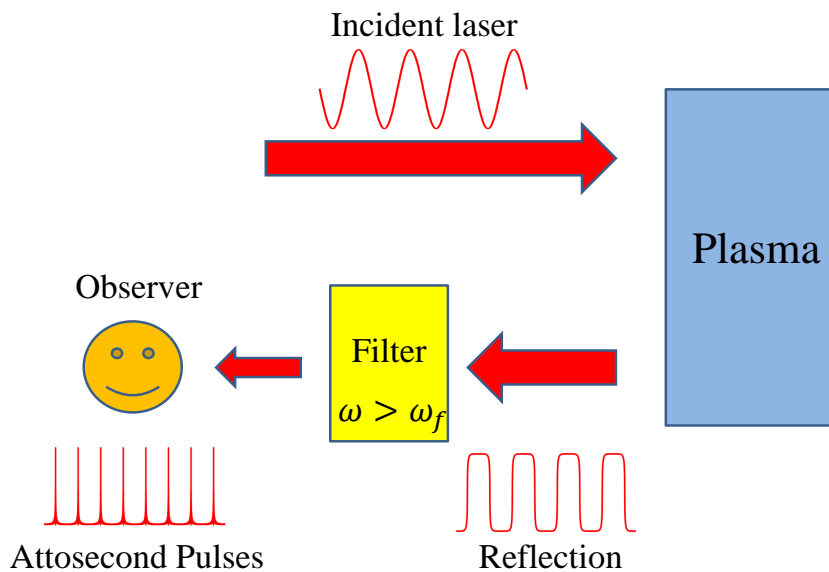 Incident laser
Plasma
Observer
Filter
ω > ω_f
Attosecond Pulses
Reflection